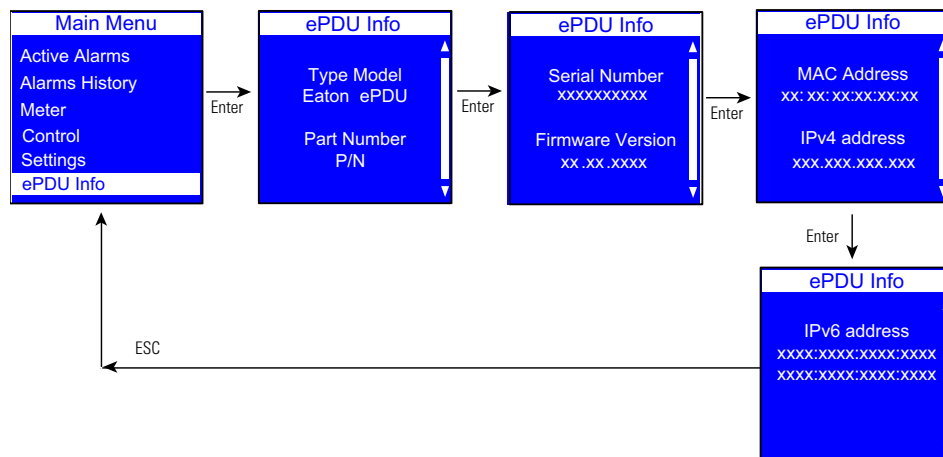 Main Menu
Active Alarms
Alarms History
Meter
Control
Settings
ePDU Info
Enter
ePDU Info
Type Model
Eaton ePDU
Part Number
P/N
Enter
ePDU Info
Serial Number
xxxxxxxxxx
Firmware Version
xx.xx.xxxx
Enter
ePDU Info
MAC Address
xx: xx: xx:xx:xx:xx
IPv4 address
xxx.xxx.xxx.xxx
Enter
ePDU Info
IPv6 address
xxxx:xxxx:xxxx:xxxx
xxxx:xxxx:xxxx:xxxx
ESC